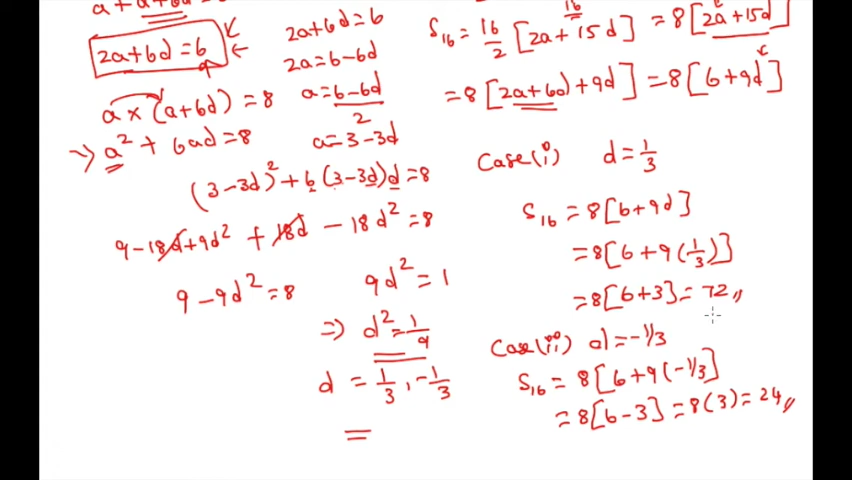 2a+6d=6
a×(a+6d)=8
⇒ a²+6ad=8
2a+6d=6
2a=6-6d
a=6-6d
2
a=3-3d
(3-3d)²+6(3-3d)d=8
9-18d+9d²+18d-18d²=8
9-9d²=8
9d²=1
⇒ d²=1/9
d=1/3,-1/3
=
16
S₁₆=16/2[2a+15d]=8[2a+15d]
=8[2a+6d+9d]=8[6+9d]
Case(i) d=1/3
S₁₆=8[6+9d]
=8[6+9(1/3)]
=8[6+3]=72,,
Case(ii) d=-1/3
S₁₆=8[6+9(-1/3)]
=8[6-3]=8(3)=24,,